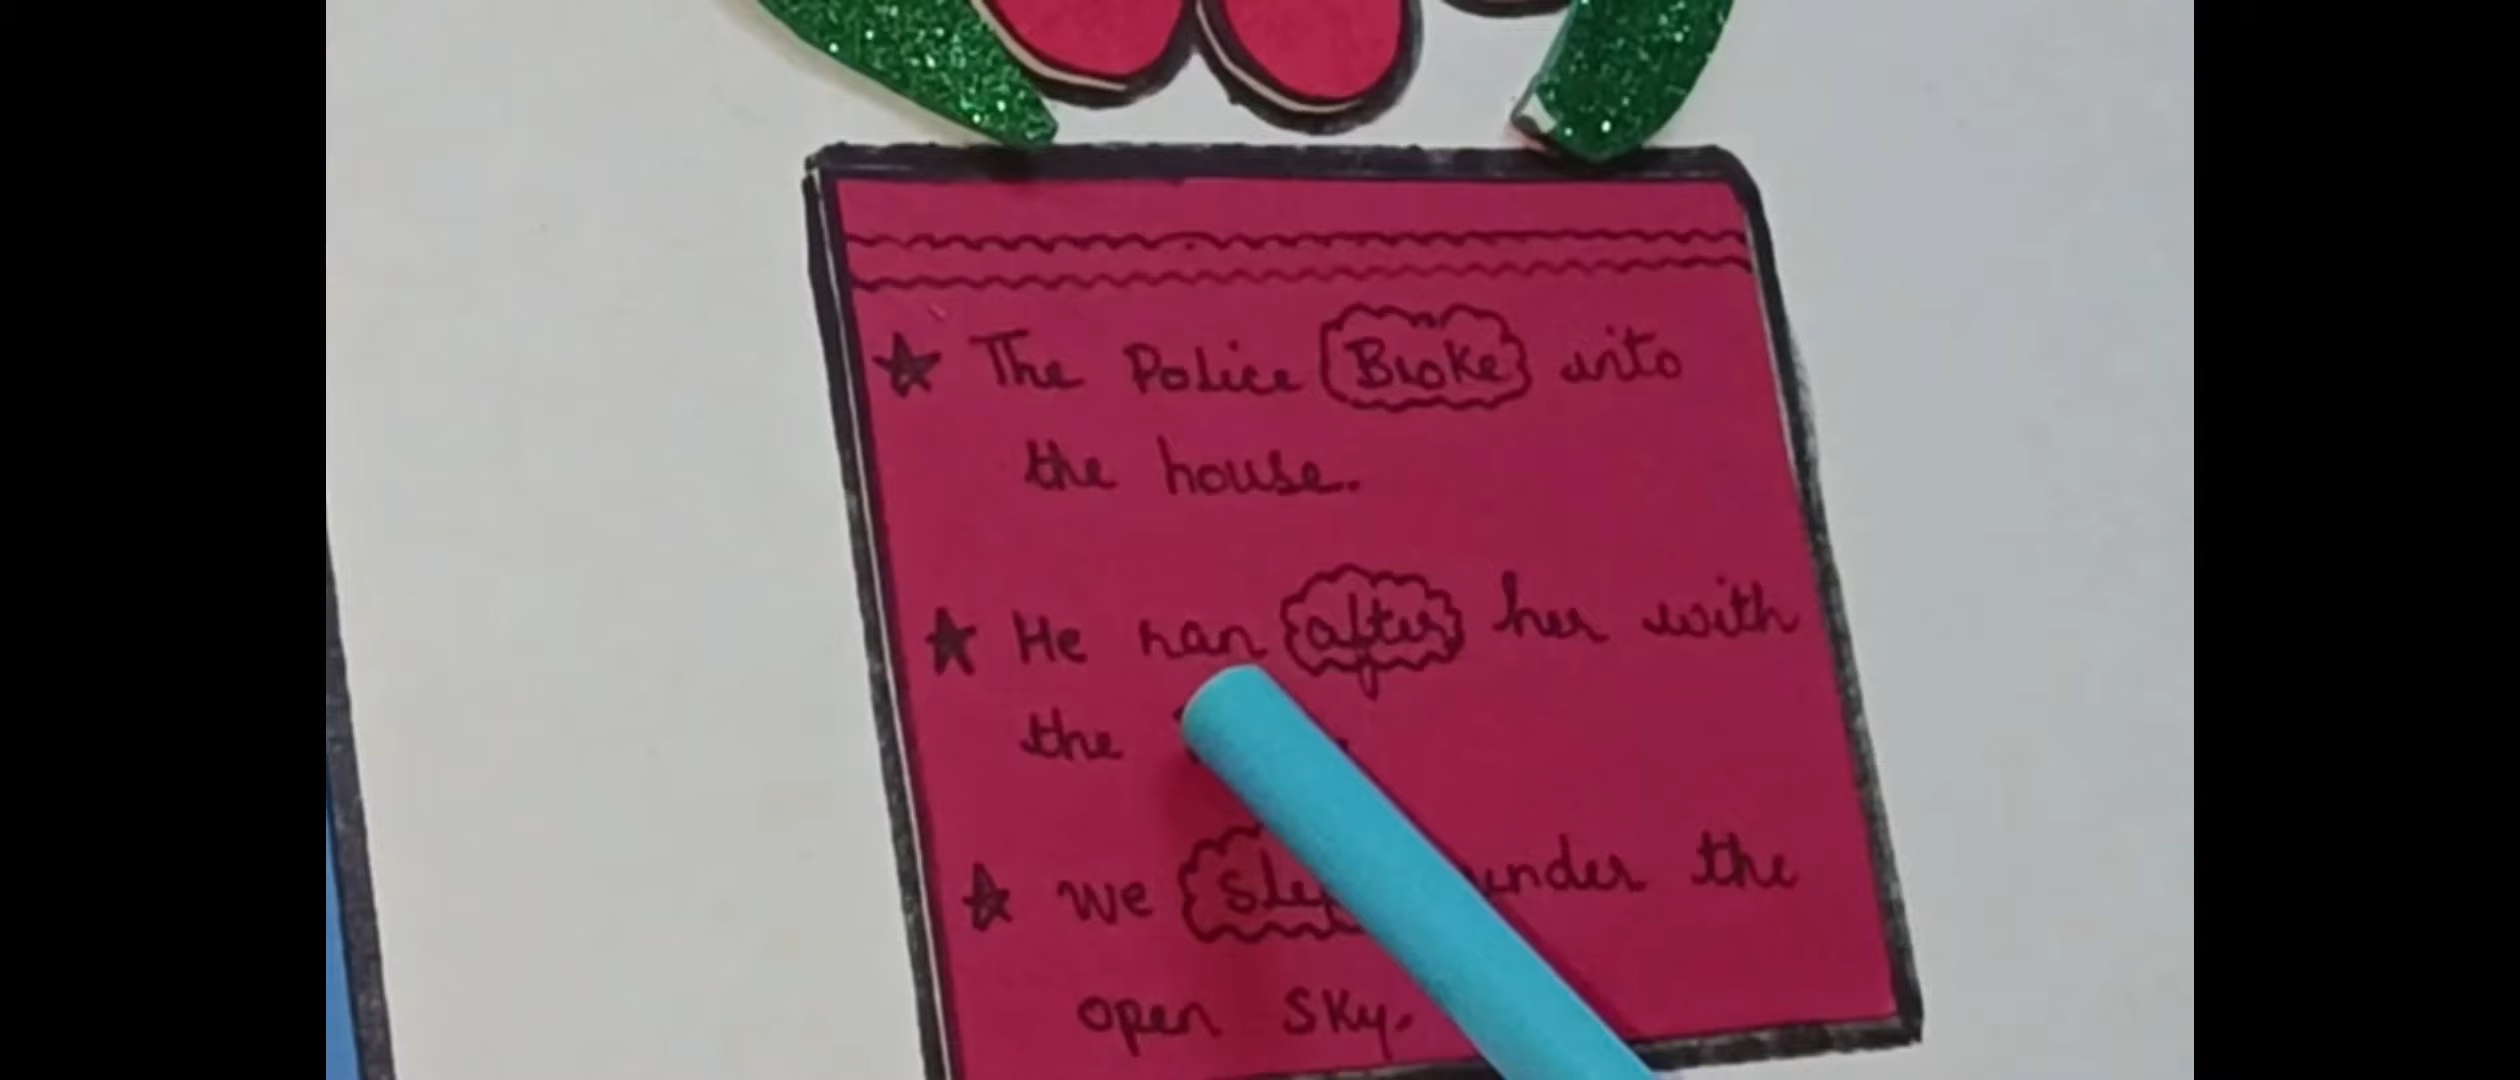 The Police Broke into
the house.
He ran after her with
the
We under the
open Sky.